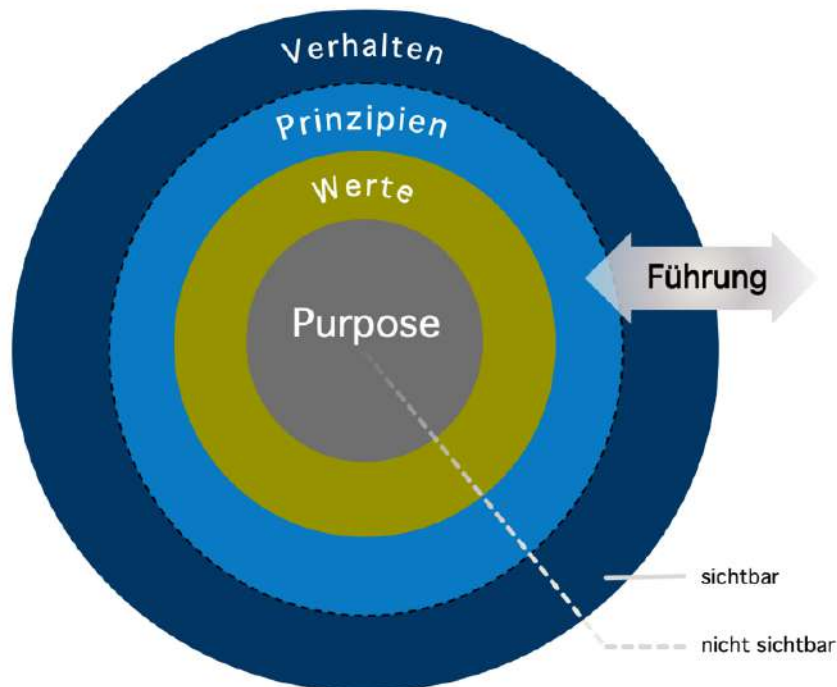 Verhalten
Prinzipien
Werte
Führung
Purpose
sichtbar
nicht sichtbar